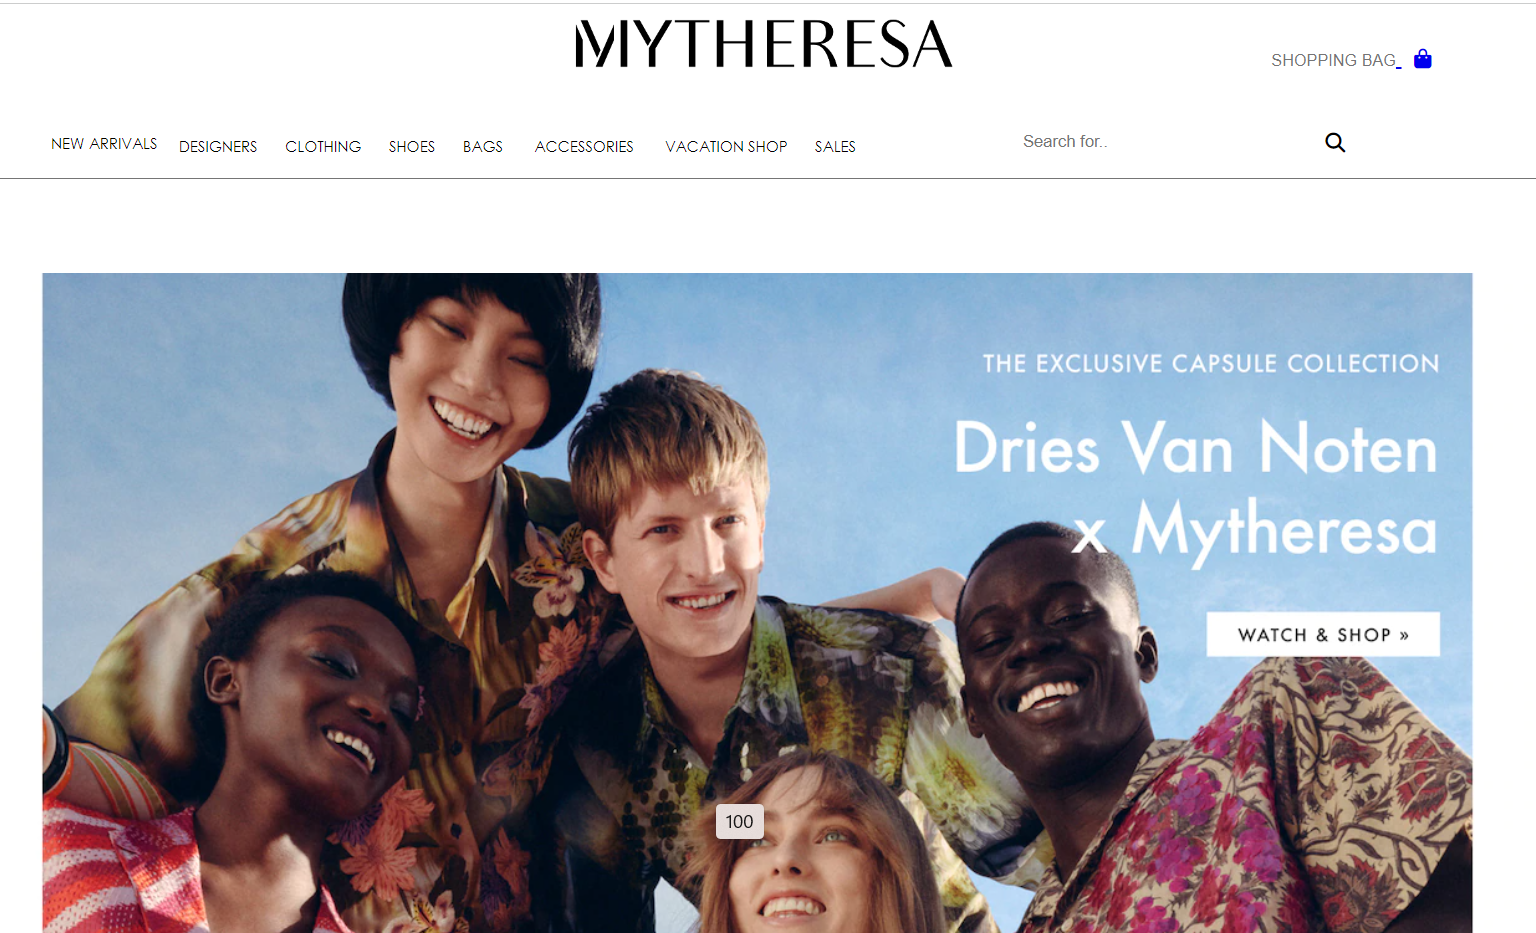 MYTHERESA
SHOPPING BAG
NEW ARRIVALS DESIGNERS CLOTHING SHOES BAGS ACCESSORIES VACATION SHOP SALES
Search for..
THE EXCLUSIVE CAPSULE COLLECTION
Dries Van Noten
x Mytheresa
WATCH & SHOP »
100